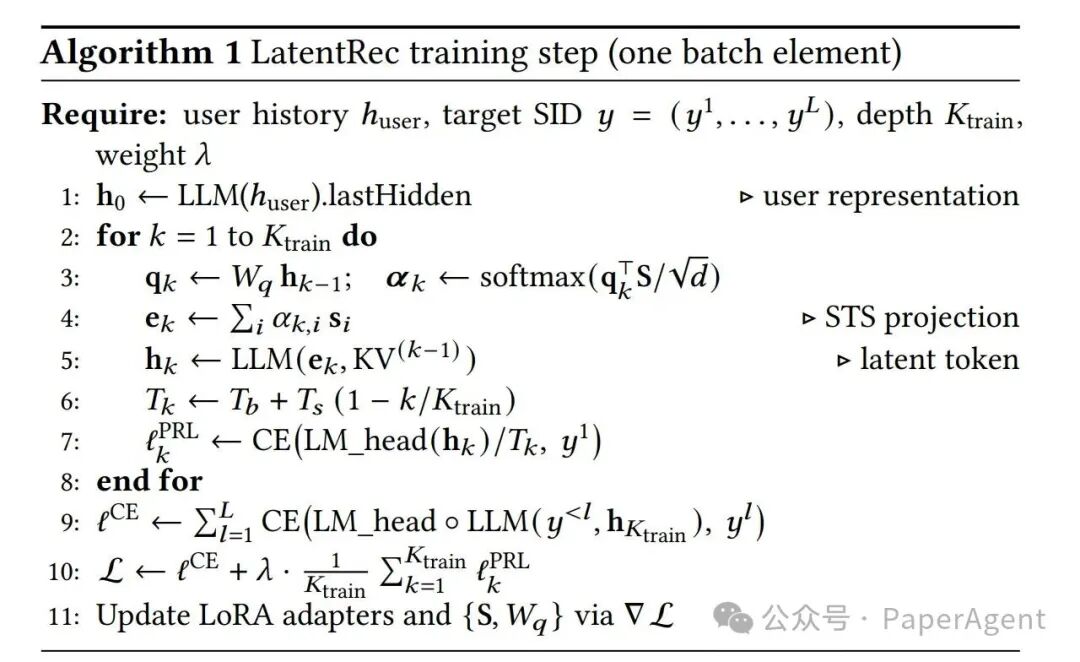 Algorithm 1 LatentRec training step (one batch element)
Require: user history h_user, target SID y = (y^1, . . . , y^L), depth K_train,
weight λ
1: h_0 ← LLM(h_user).lastHidden ▷ user representation
2: for k = 1 to K_train do
3: q_k ← W_q h_{k−1}; α_k ← softmax(q_k^⊤ S/√d)
4: e_k ← ∑_i α_{k,i} s_i ▷ STS projection
5: h_k ← LLM(e_k, KV^{(k−1)}) ▷ latent token
6: T_k ← T_b + T_s (1 − k/K_train)
7: ℓ_k^{PRL} ← CE(LM_head(h_k)/T_k, y^1)
8: end for
9: ℓ^{CE} ← ∑_{l=1}^{L} CE(LM_head ∘ LLM(y^{<l}, h_{K_train}), y^l)
10: ℒ ← ℓ^{CE} + λ · \frac{1}{K_train} ∑_{k=1}^{K_train} ℓ_k^{PRL}
11: Update LoRA adapters and {S, W_q} via ∇ℒ
公众号 · PaperAgent